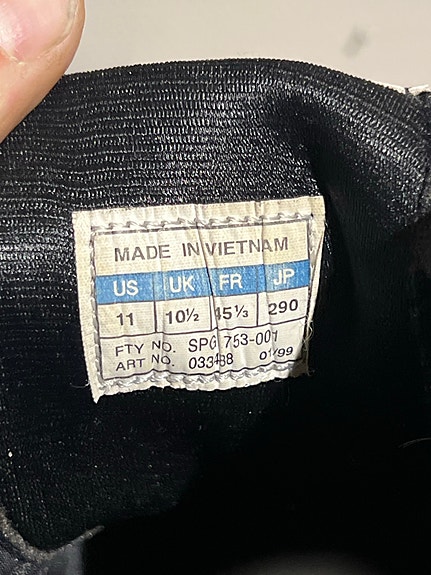 MADE IN VIETNAM
US UK FR JP
11 10½ 45⅓ 290
FTY NO. SPG 753-001
ART NO. 033488 01/99